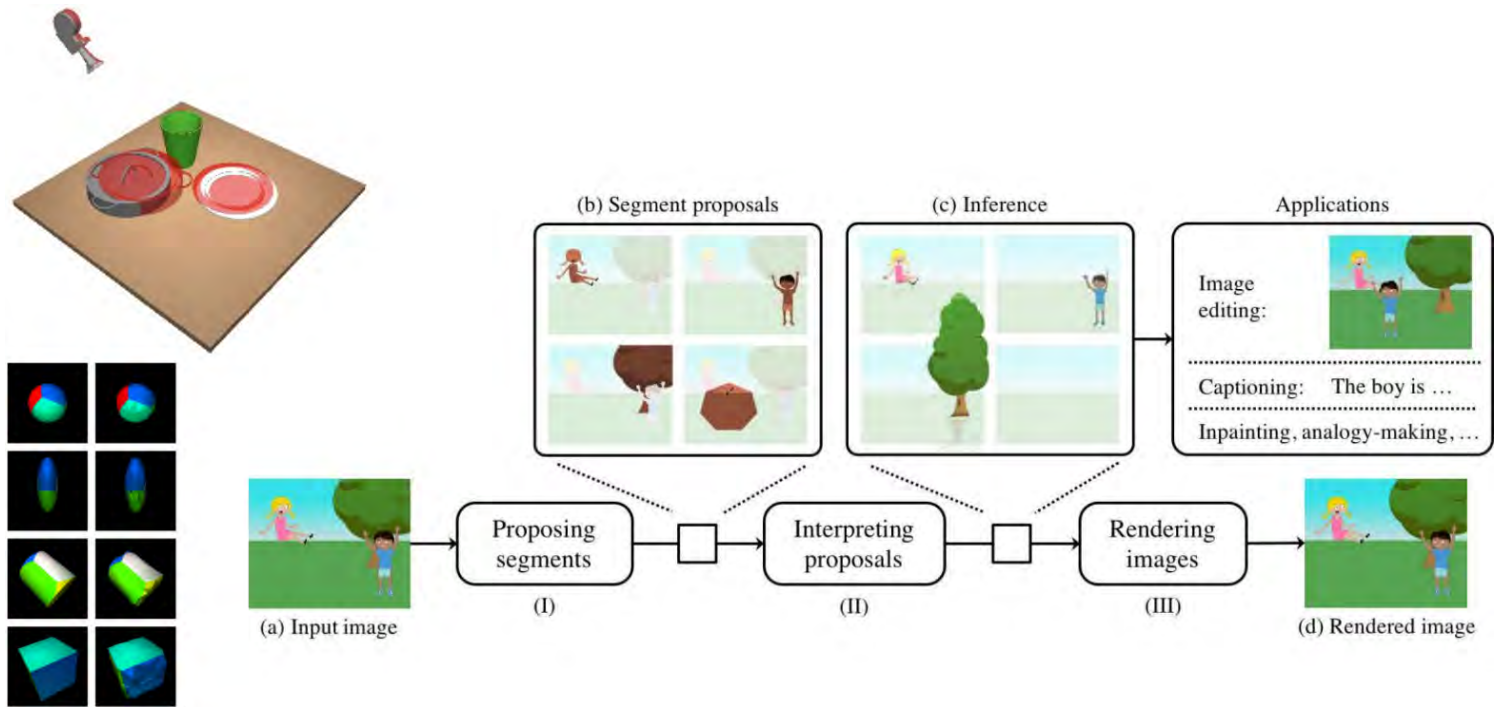 (b) Segment proposals
(c) Inference
Applications
Image
editing:
Captioning: The boy is …
Inpainting, analogy-making, …
Proposing
segments
(I)
Interpreting
proposals
(II)
Rendering
images
(III)
(a) Input image
(d) Rendered image